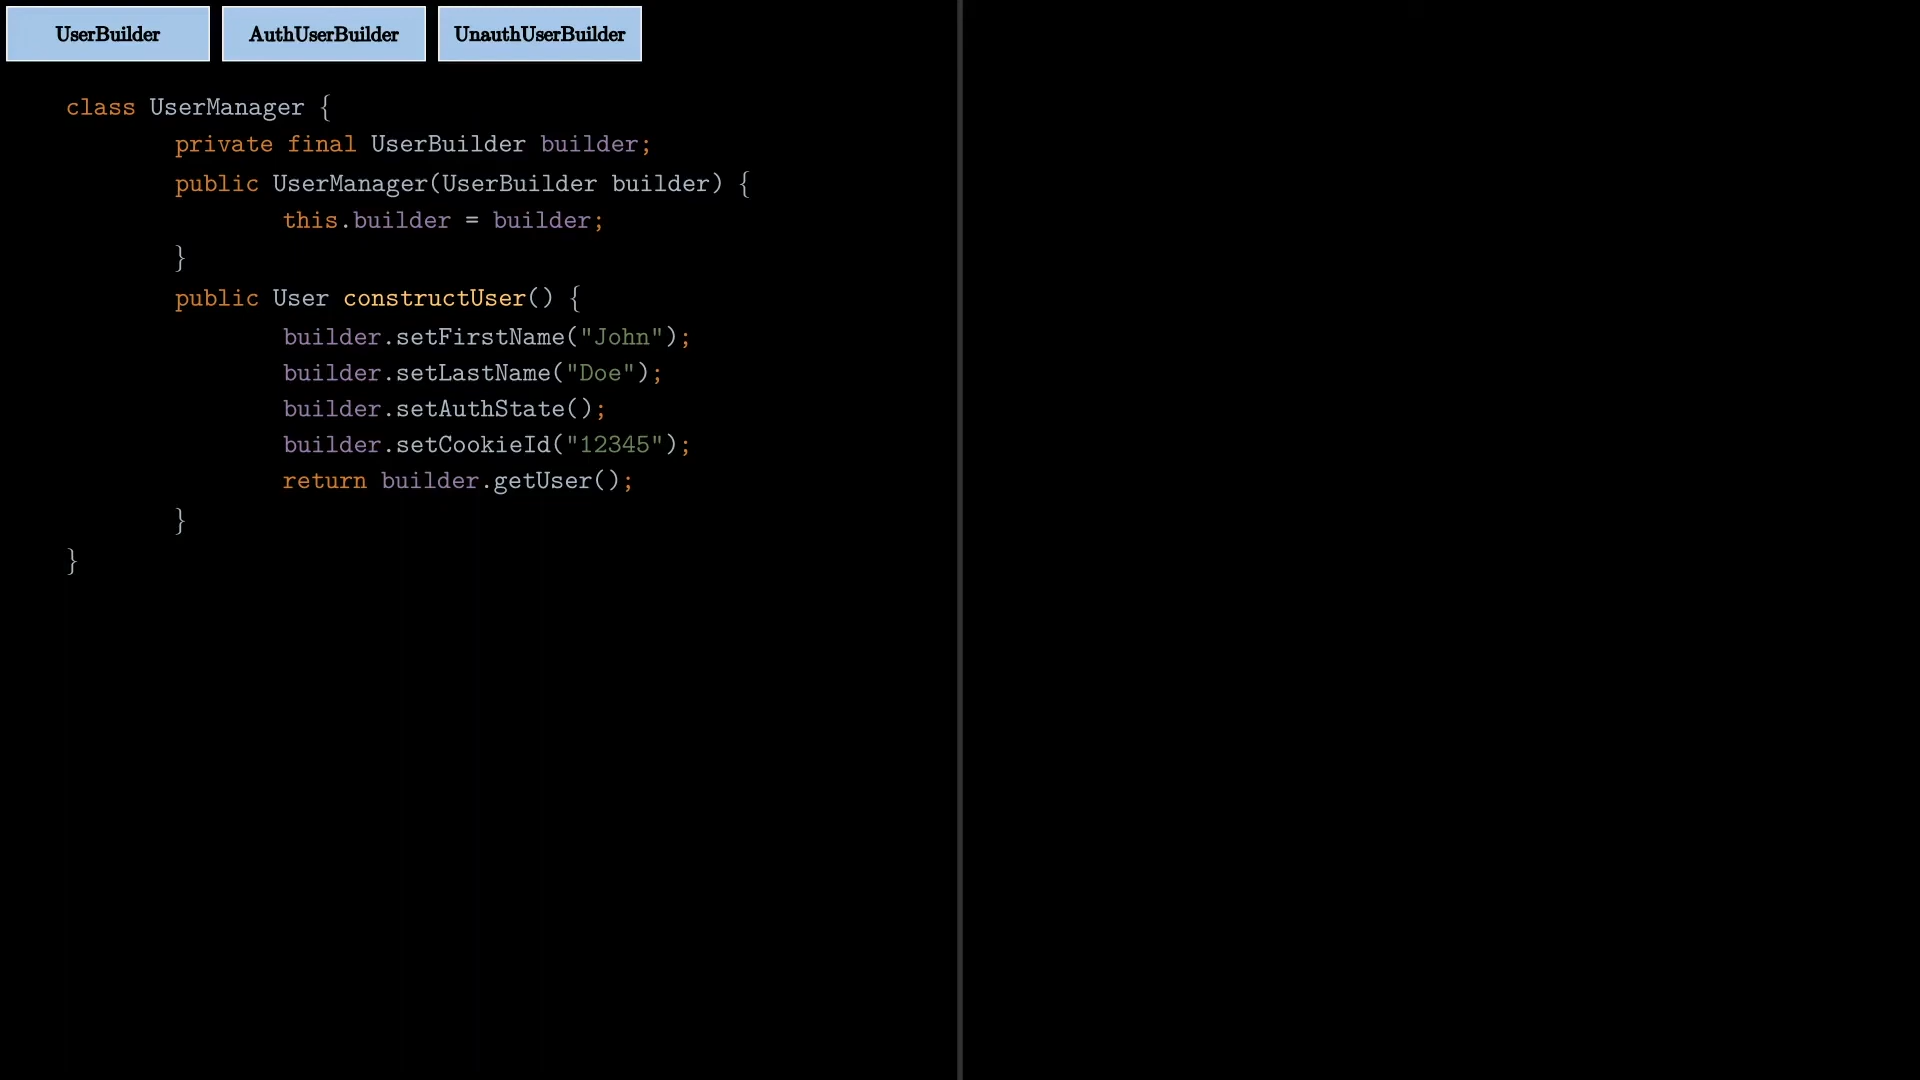 UserBuilder AuthUserBuilder UnauthUserBuilder
class UserManager {
private final UserBuilder builder;
public UserManager(UserBuilder builder) {
this.builder = builder;
}
public User constructUser() {
builder.setFirstName("John");
builder.setLastName("Doe");
builder.setAuthState();
builder.setCookieId("12345");
return builder.getUser();
}
}